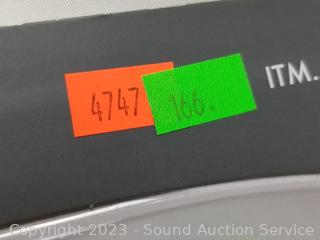 4747 166. ITM.
Copyright © 2023 - Sound Auction Service